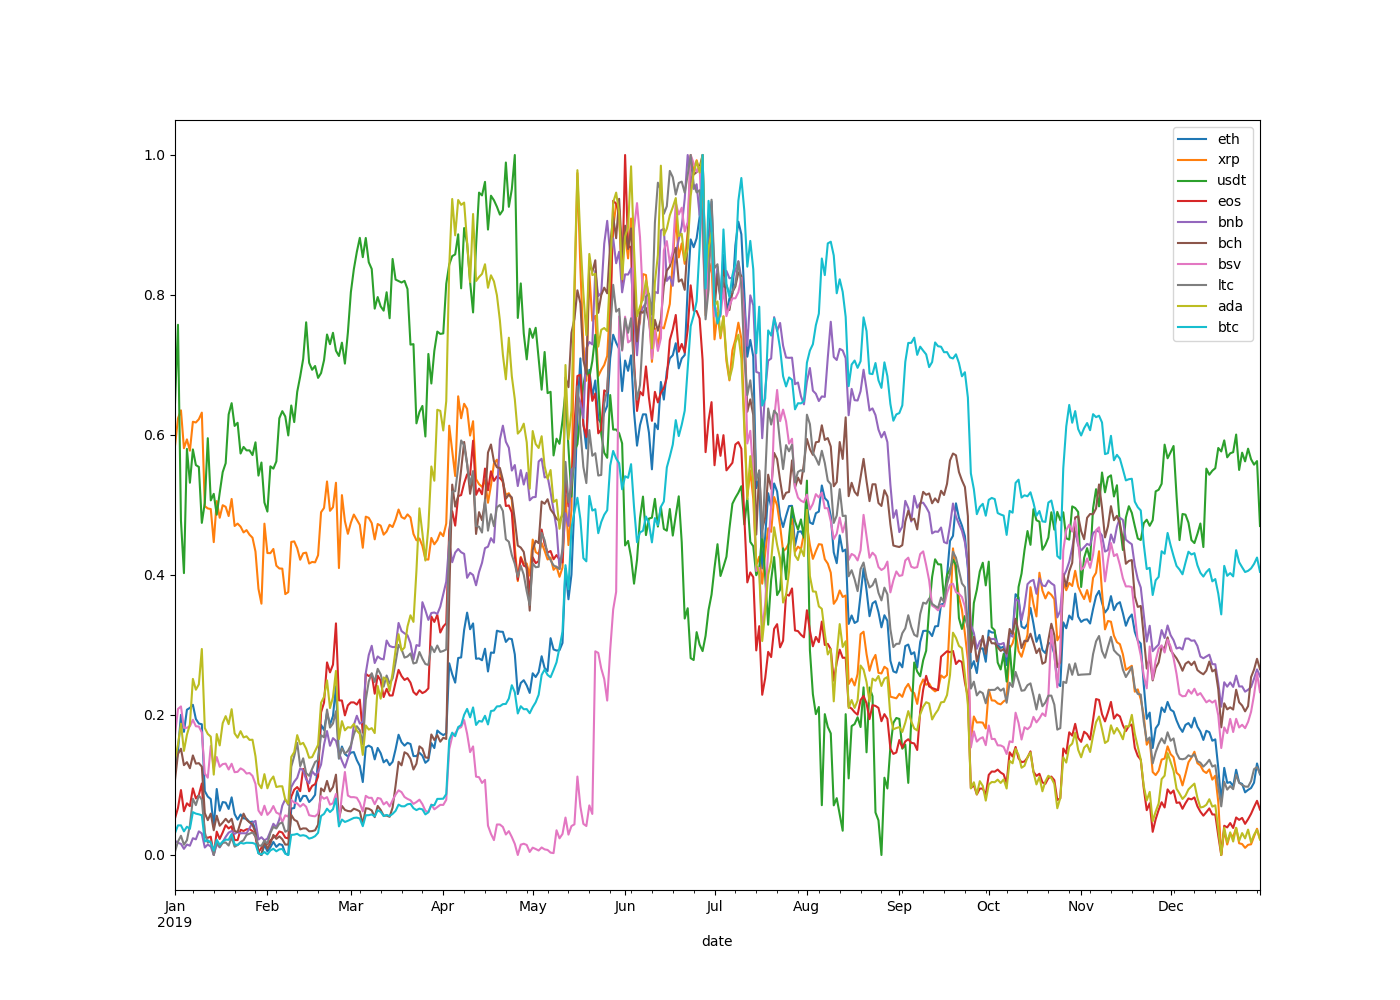 1.0
0.8
0.6
0.4
0.2
0.0
eth
xrp
usdt
eos
bnb
bch
bsv
ltc
ada
btc
Jan Feb Mar Apr May Jun Jul Aug Sep Oct Nov Dec
2019
date